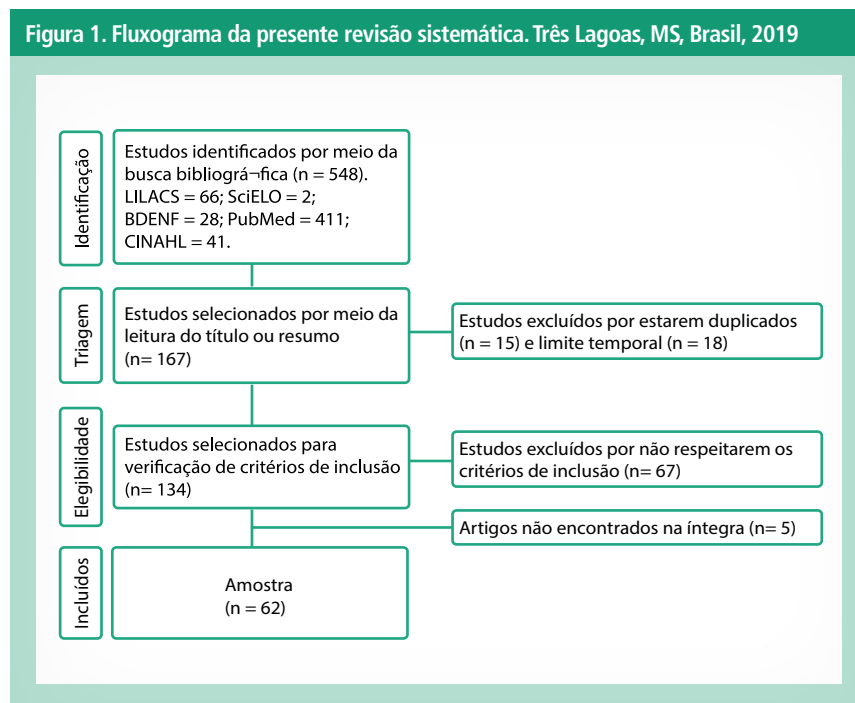 Figura 1. Fluxograma da presente revisão sistemática. Três Lagoas, MS, Brasil, 2019
Identificação
Estudos identificados por meio da
busca bibliográ¬fica (n = 548).
LILACS = 66; SciELO = 2;
BDENF = 28; PubMed = 411;
CINAHL = 41.
Triagem
Estudos selecionados por meio da
leitura do título ou resumo
(n= 167)
Estudos excluídos por estarem duplicados
(n = 15) e limite temporal (n = 18)
Elegibilidade
Estudos selecionados para
verificação de critérios de inclusão
(n= 134)
Estudos excluídos por não respeitarem os
critérios de inclusão (n= 67)
Artigos não encontrados na íntegra (n= 5)
Incluídos
Amostra
(n = 62)